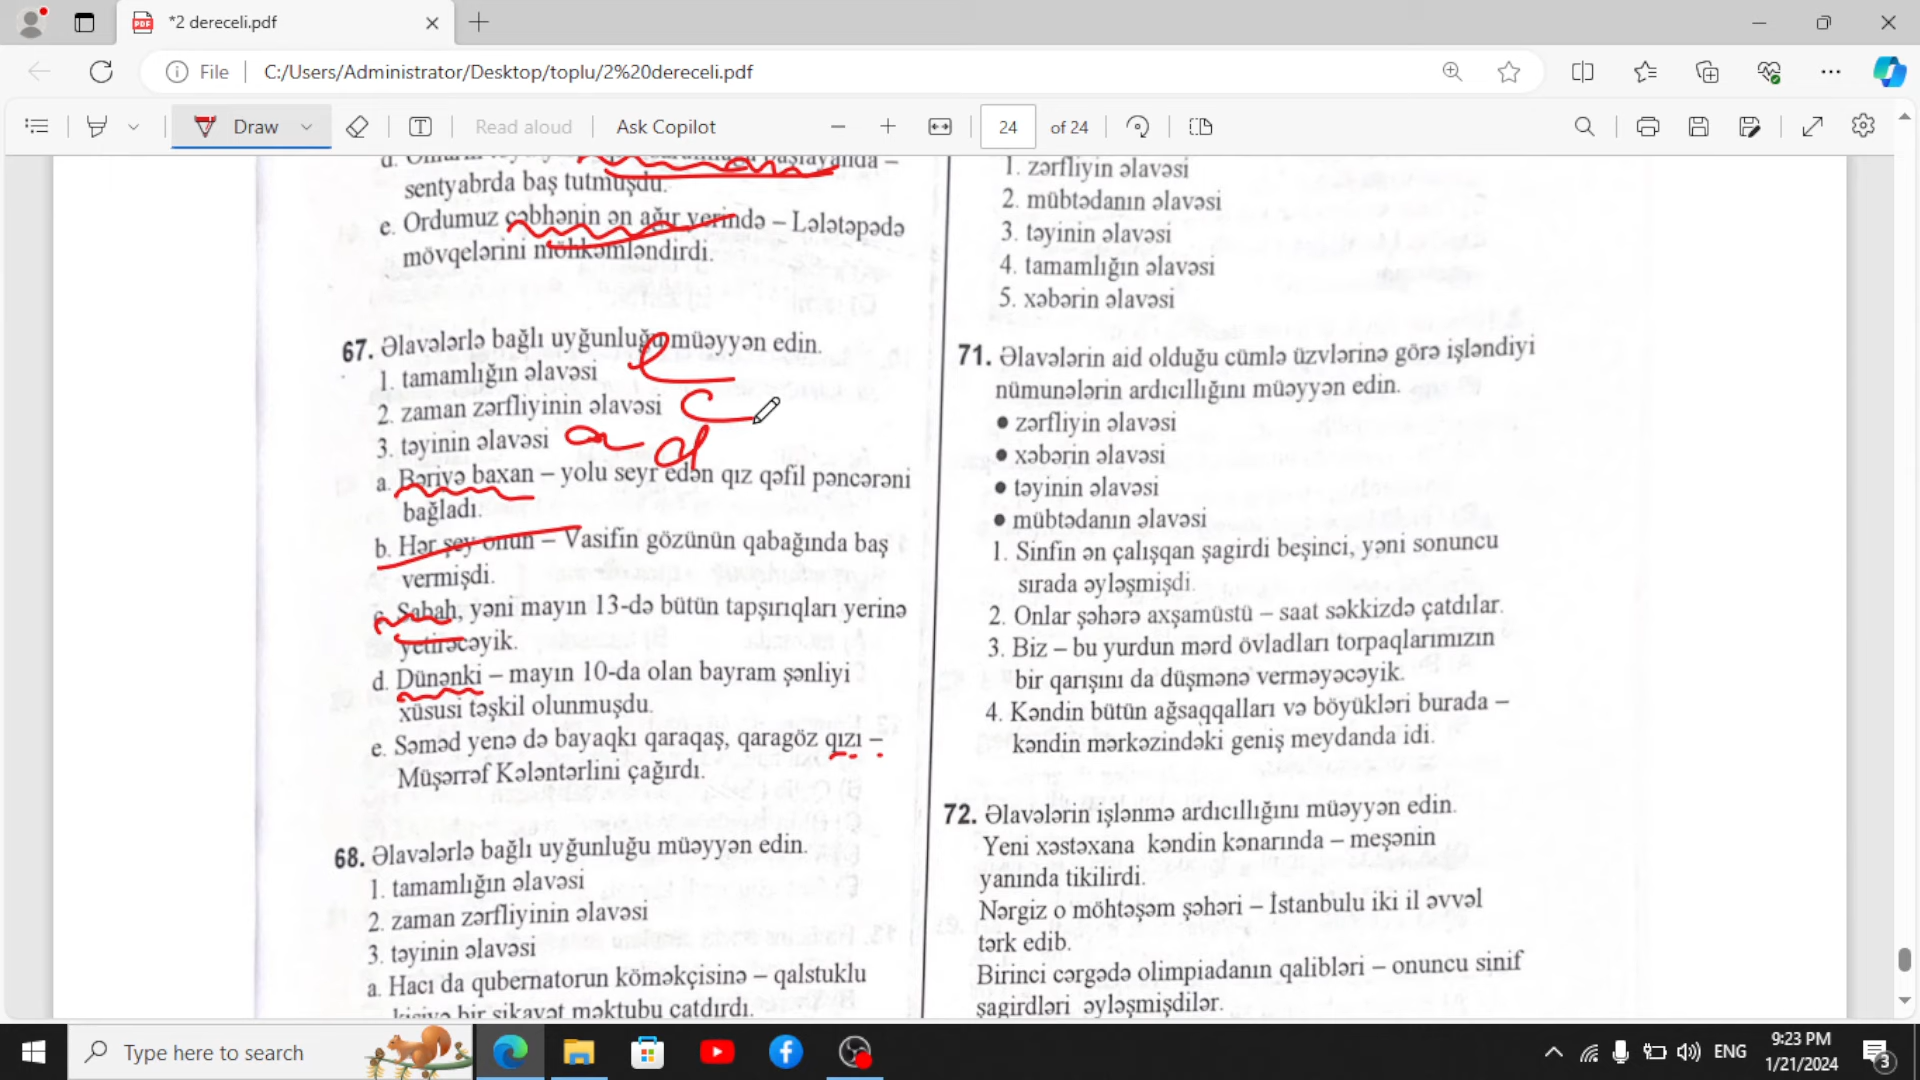 *2 dereceli.pdf
File
C:/Users/Administrator/Desktop/toplu/2%20dereceli.pdf
Draw
Read aloud
Ask Copilot
24
of 24
başlayanda –
sentyabrda baş tutmuşdu.
e. Ordumuz cəbhənin ən ağır yerində – Lələtəpədə
mövqelərini möhkəmləndirdi.
67. Əlavələrlə bağlı uyğunluğu müəyyən edin.
1. tamamlığın əlavəsi e
2. zaman zərfliyinin əlavəsi c
3. təyinin əlavəsi a d
a. Bəriyə baxan – yolu seyr edən qız qəfil pəncərəni
bağladı.
b. Hər şey onun – Vasifin gözünün qabağında baş
vermişdi.
c. Sabah, yəni mayın 13-də bütün tapşırıqları yerinə
yetirəcəyik.
d. Dünənki – mayın 10-da olan bayram şənliyi
xüsusi təşkil olunmuşdu.
e. Səməd yenə də bayaqkı qaraqaş, qaragöz qızi –
Müşərrəf Kələntərlini çağırdı.
68. Əlavələrlə bağlı uyğunluğu müəyyən edin.
1. tamamlığın əlavəsi
2. zaman zərfliyinin əlavəsi
3. təyinin əlavəsi
a. Hacı da qubernatorun köməkçisinə – qalstuklu
kişiyə bir şikayət məktubu çatdırdı.
1. zərfliyin əlavəsi
2. mübtədanın əlavəsi
3. təyinin əlavəsi
4. tamamlığın əlavəsi
5. xəbərin əlavəsi
71. Əlavələrin aid olduğu cümlə üzvlərinə görə işləndiyi
nümunələrin ardıcıllığını müəyyən edin.
● zərfliyin əlavəsi
● xəbərin əlavəsi
● təyinin əlavəsi
● mübtədanın əlavəsi
1. Sinfin ən çalışqan şagirdi beşinci, yəni sonuncu
sırada əyləşmişdi.
2. Onlar şəhərə axşamüstü – saat səkkizdə çatdılar.
3. Biz – bu yurdun mərd övladları torpaqlarımızın
bir qarışını da düşmənə verməyəcəyik.
4. Kəndin bütün ağsaqqalları və böyükləri burada –
kəndin mərkəzindəki geniş meydanda idi.
72. Əlavələrin işlənmə ardıcıllığını müəyyən edin.
Yeni xəstəxana kəndin kənarında – meşənin
yanında tikilirdi.
Nərgiz o möhtəşəm şəhəri – İstanbulu iki il əvvəl
tərk edib.
Birinci cərgədə olimpiadanın qalibləri – onuncu sinif
şagirdləri əyləşmişdilər.
Type here to search
ENG
9:23 PM
1/21/2024
3